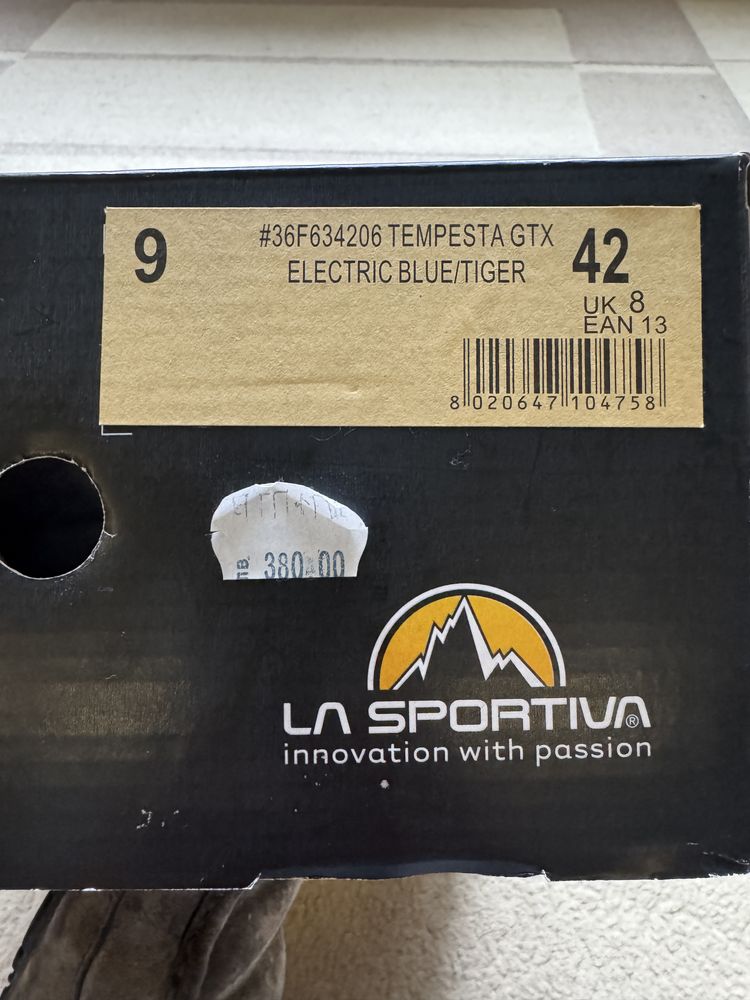 9
#36F634206 TEMPESTA GTX
ELECTRIC BLUE/TIGER
42
UK 8
EAN 13
8 020647 104758
380.00
LA SPORTIVA®
innovation with passion